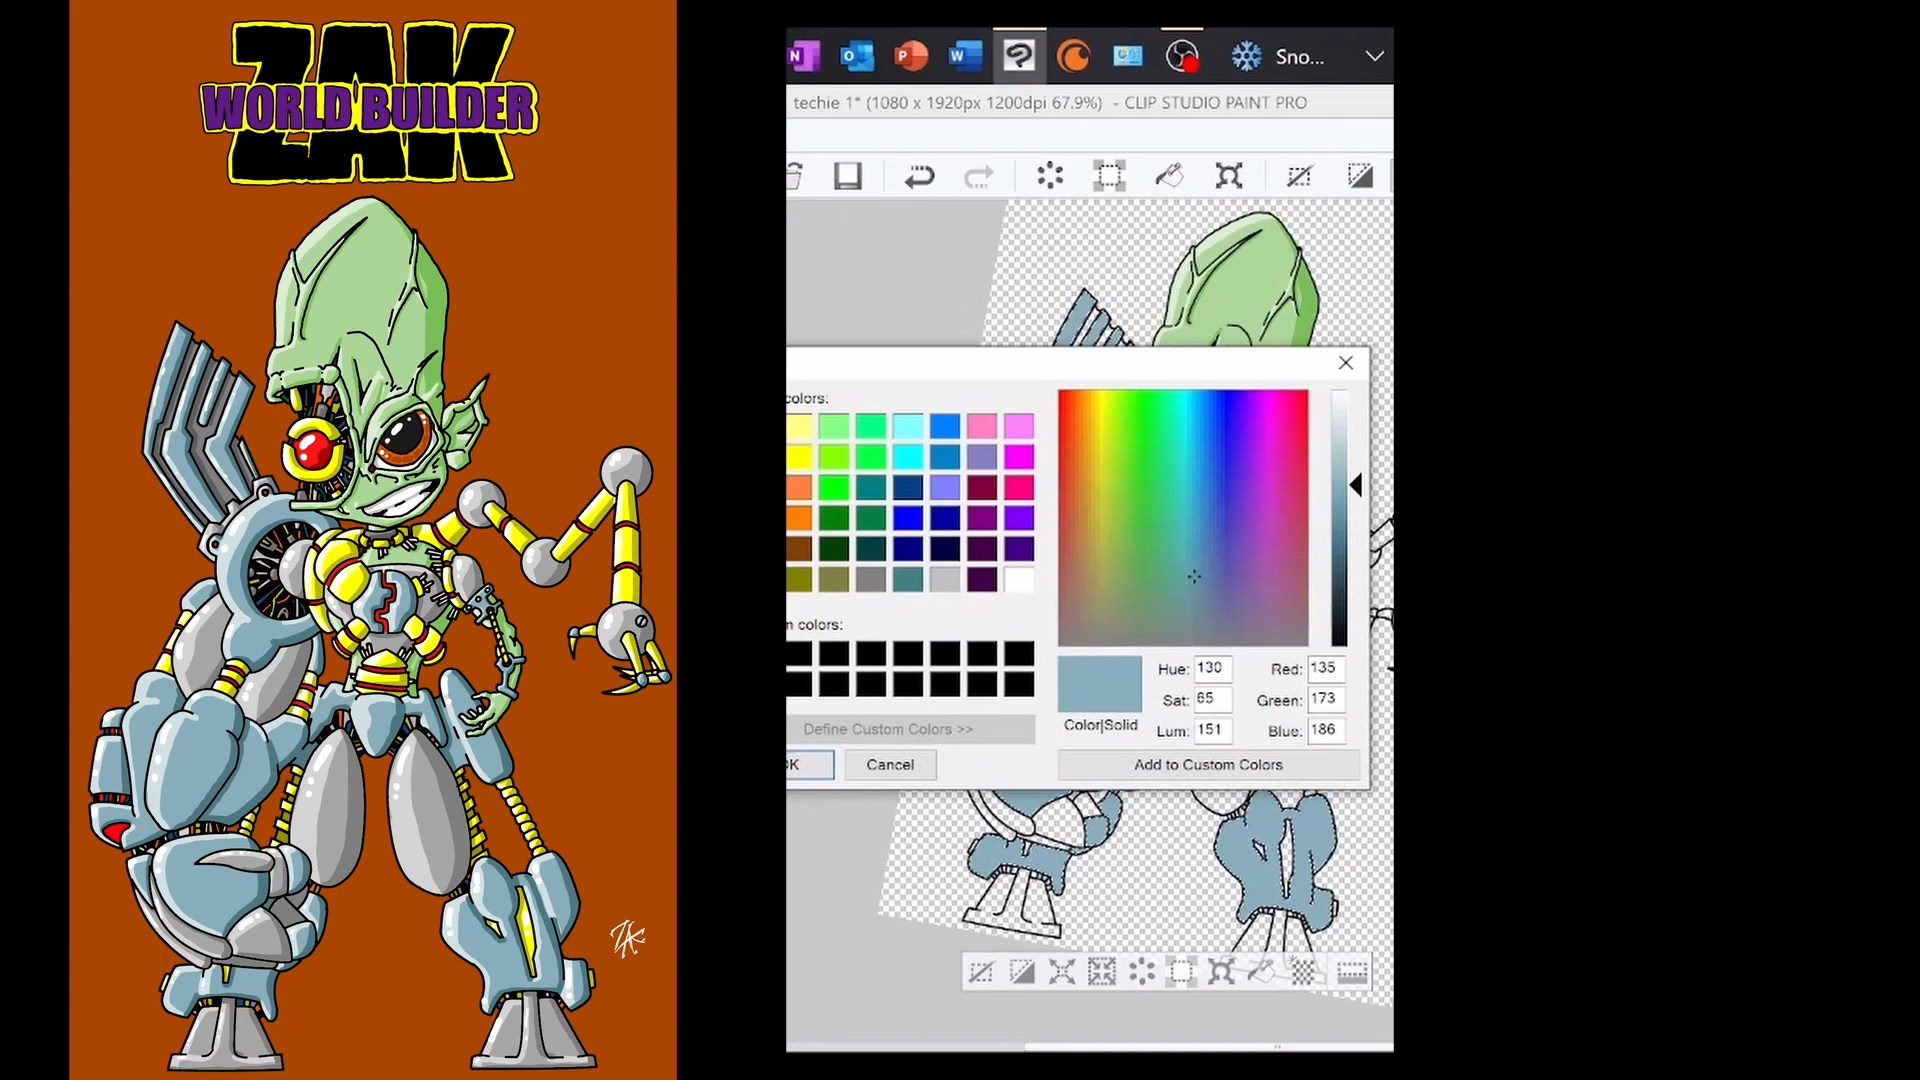 ZAK
WORLD BUILDER
ZAK
N O P W Sno...
techie 1* (1080 x 1920px 1200dpi 67.9%) - CLIP STUDIO PAINT PRO
colors:
n colors:
Define Custom Colors >>
OK Cancel
Color|Solid
Hue: 130 Red: 135
Sat: 65 Green: 173
Lum: 151 Blue: 186
Add to Custom Colors